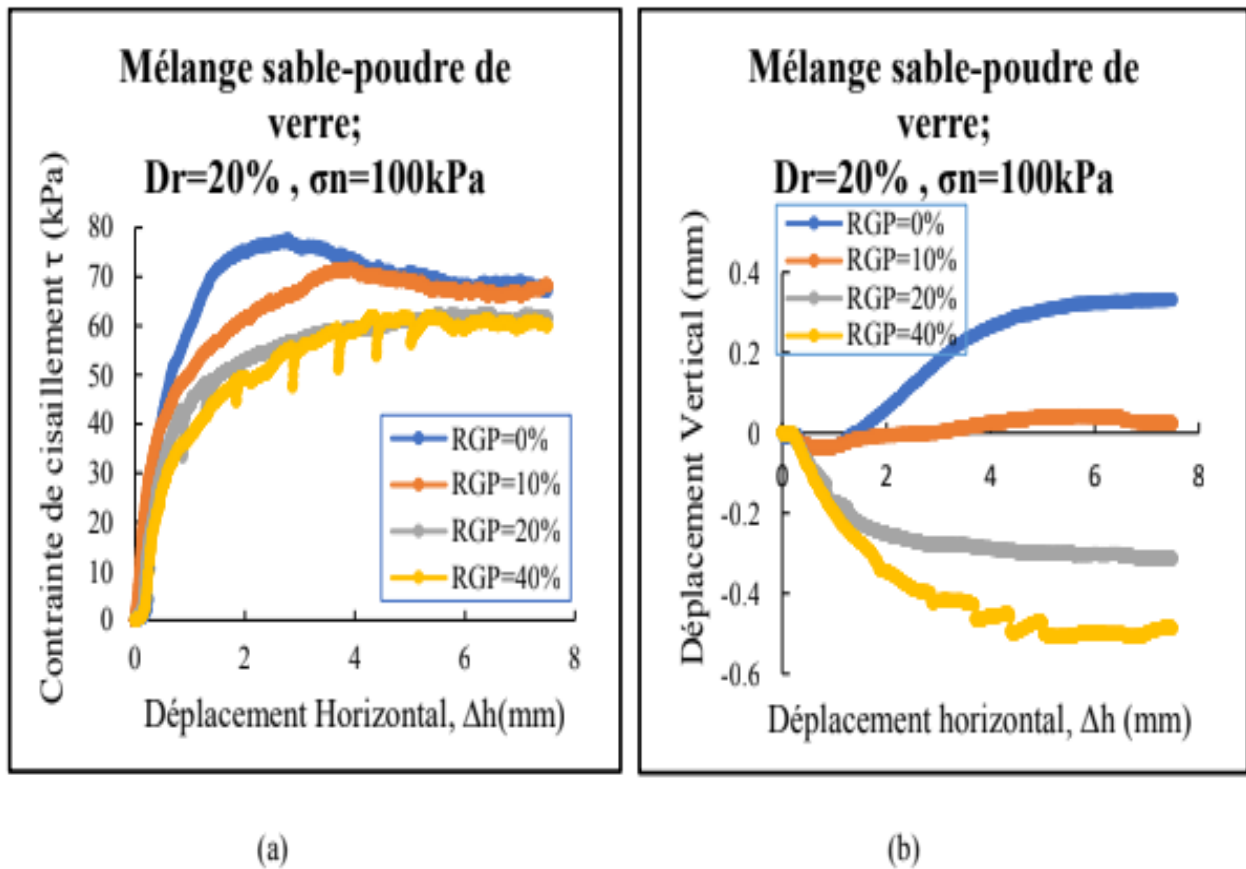 Mélange sable-poudre de
verre;
Dr=20% , σn=100kPa
Contrainte de cisaillement τ (kPa)
80
70
60
50
40
30
20
10
0
RGP=0%
RGP=10%
RGP=20%
RGP=40%
0 2 4 6 8
Déplacement Horizontal, Δh(mm)
(a)
Mélange sable-poudre de
verre;
Dr=20% , σn=100kPa
Déplacement Vertical (mm)
RGP=0%
RGP=10%
RGP=20%
RGP=40%
0.4
0.2
0
-0.2
-0.4
-0.6
0 2 4 6 8
Déplacement horizontal, Δh (mm)
(b)